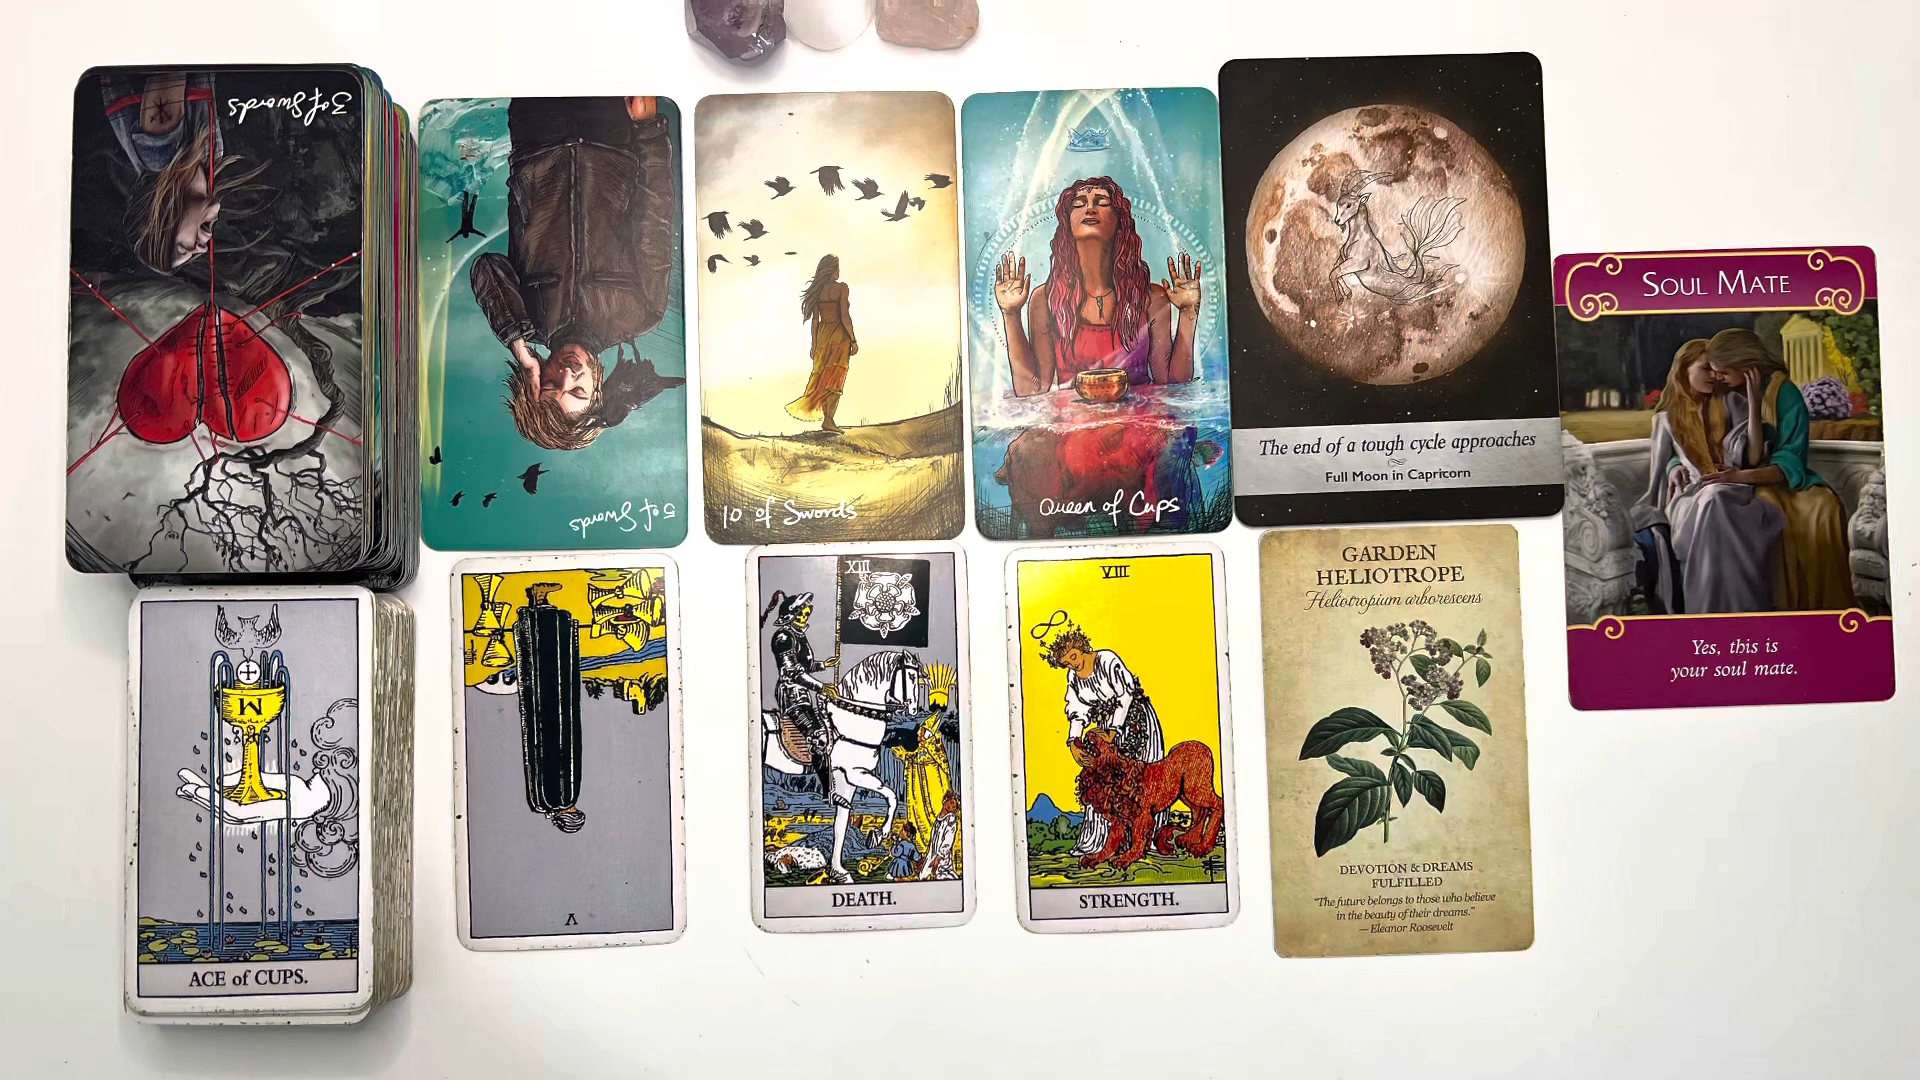 3 of Swords
5 of Swords
10 of Swords
Queen of Cups
The end of a tough cycle approaches
Full Moon in Capricorn
SOUL MATE
Yes, this is
your soul mate.
W
ACE of CUPS.
V
XIII
DEATH.
VIII
STRENGTH.
GARDEN
HELIOTROPE
Heliotropium arborescens
DEVOTION & DREAMS
FULFILLED
"The future belongs to those who believe
in the beauty of their dreams."
— Eleanor Roosevelt